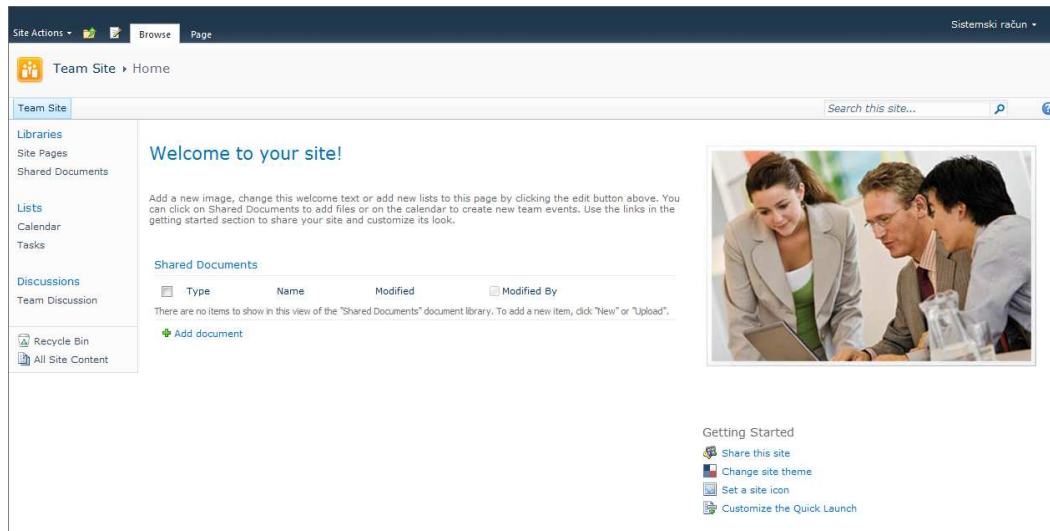 Site Actions
Browse
Page
Sistemski račun
Team Site ▸ Home
Team Site
Search this site...
Libraries
Site Pages
Shared Documents
Lists
Calendar
Tasks
Discussions
Team Discussion
Recycle Bin
All Site Content
Welcome to your site!
Add a new image, change this welcome text or add new lists to this page by clicking the edit button above. You
can click on Shared Documents to add files or on the calendar to create new team events. Use the links in the
getting started section to share your site and customize its look.
Shared Documents
Type Name Modified Modified By
There are no items to show in this view of the "Shared Documents" document library. To add a new item, click "New" or "Upload".
Add document
Getting Started
Share this site
Change site theme
Set a site icon
Customize the Quick Launch